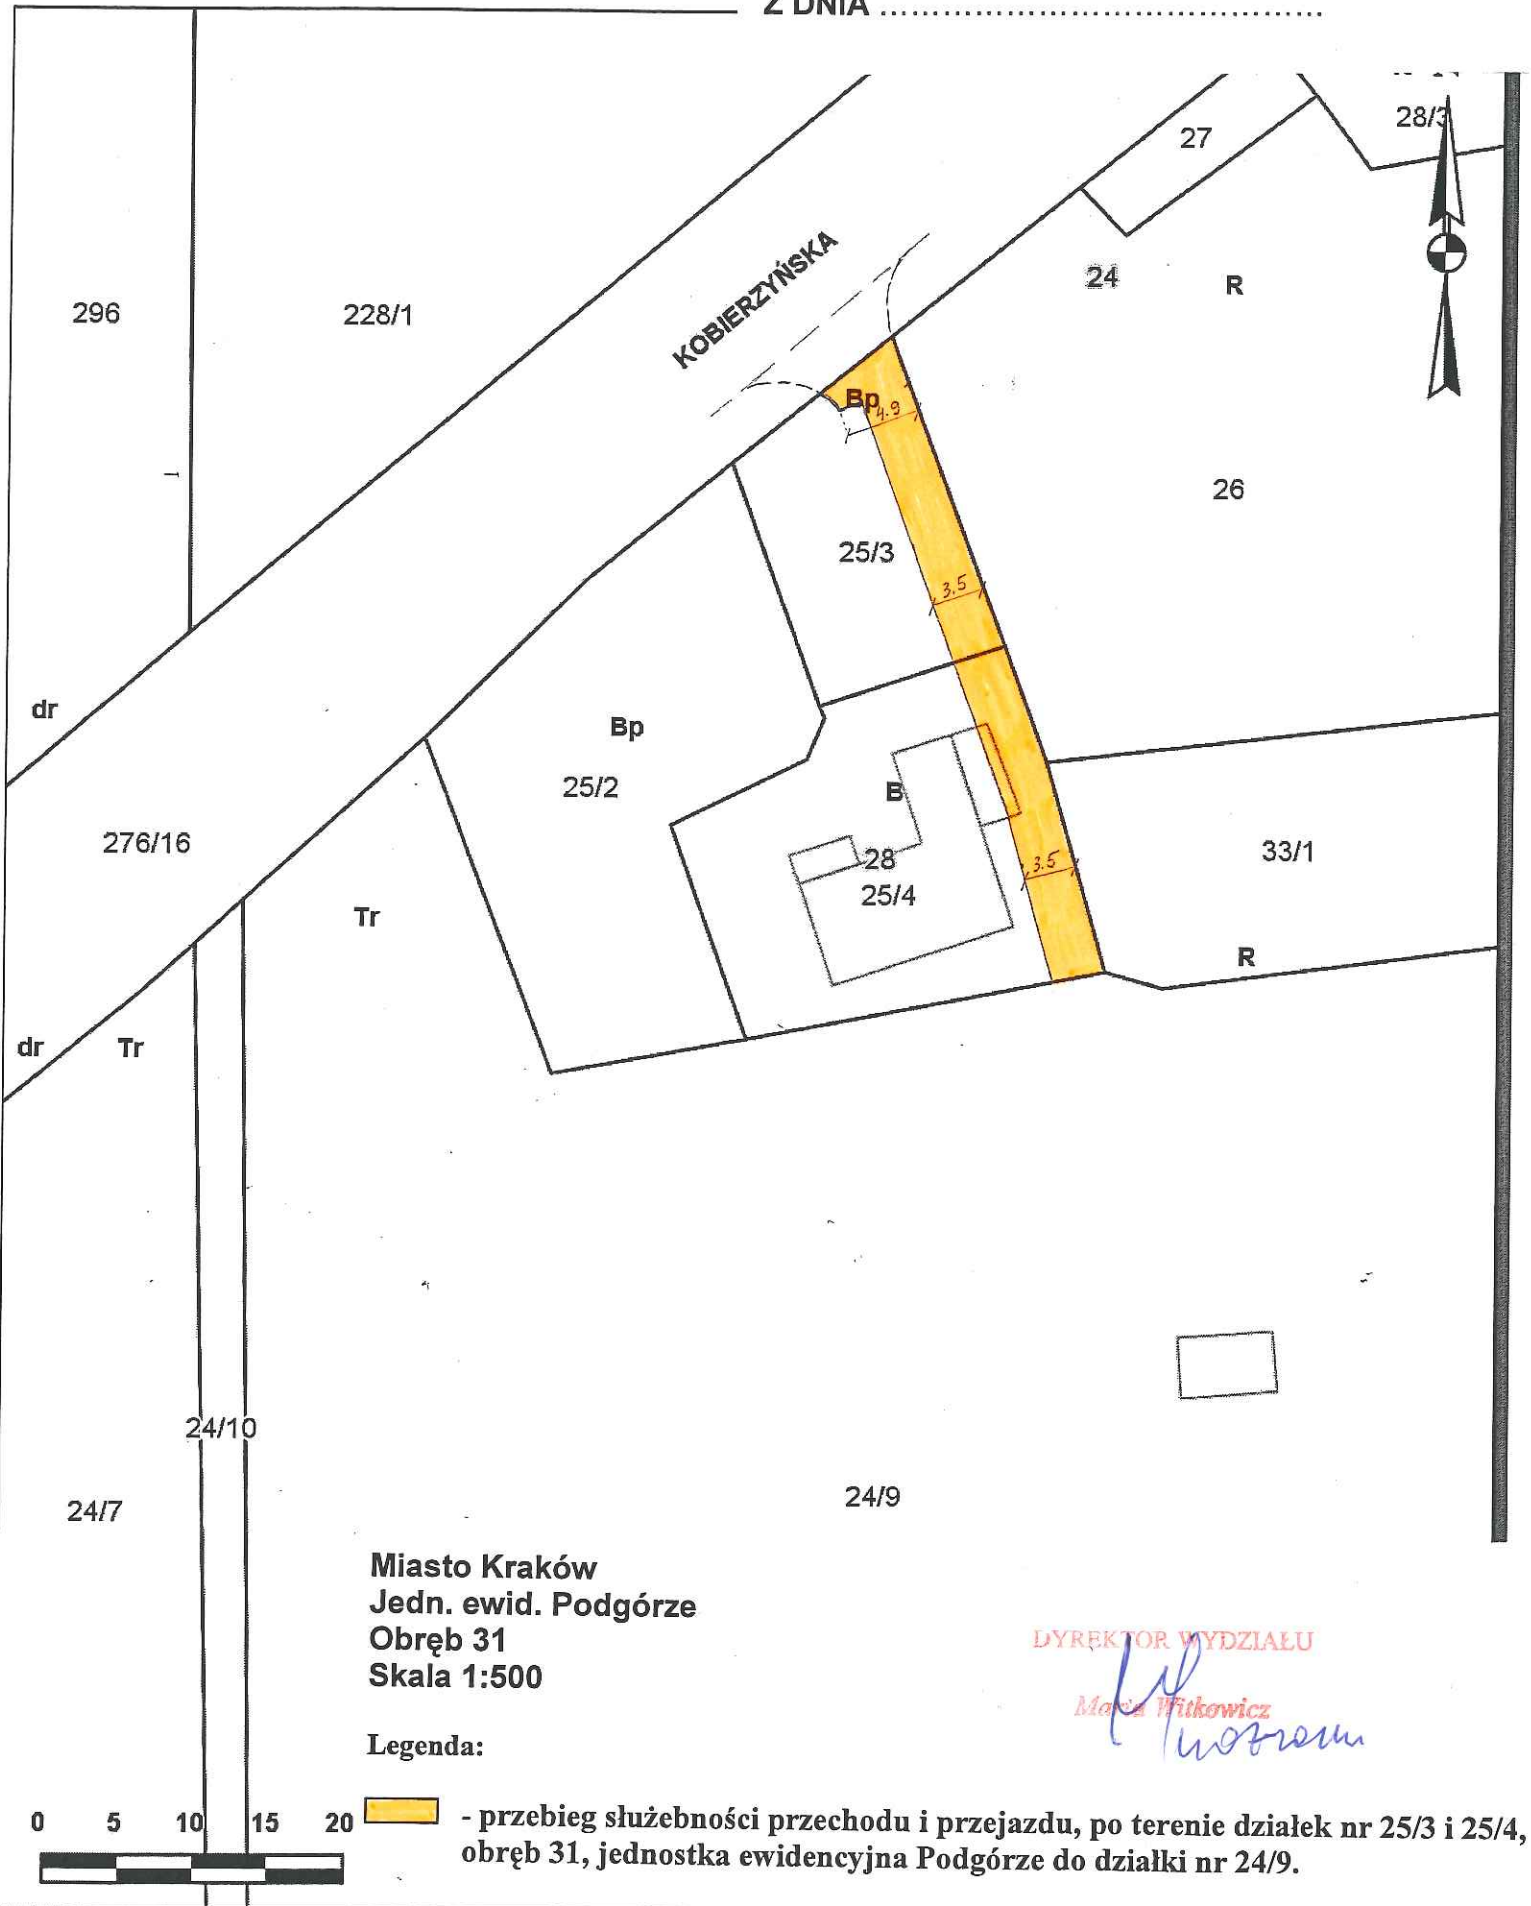 Z DNIA ............................................
28/3
27
24
R
296
228/1
KOBIERZYŃSKA
Bp
4.9
26
25/3
3.5
dr
Bp
25/2
B
276/16
28
3.5
33/1
25/4
Tr
R
dr
Tr
24/10
24/7
24/9
Miasto Kraków
Jedn. ewid. Podgórze
Obręb 31
Skala 1:500
DYREKTOR WYDZIAŁU
Maria Witkowicz
Legenda:
0 5 10 15 20
- przebieg służebności przechodu i przejazdu, po terenie działek nr 25/3 i 25/4,
obręb 31, jednostka ewidencyjna Podgórze do działki nr 24/9.